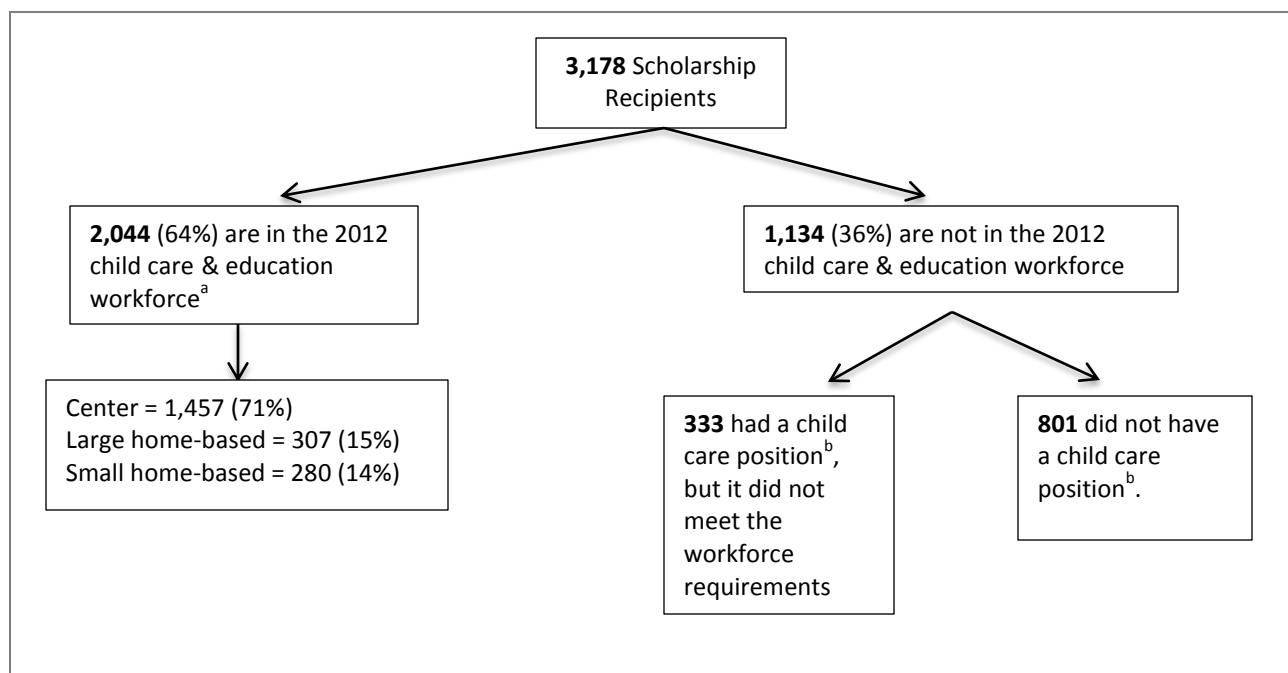 3,178 Scholarship
Recipients
2,044 (64%) are in the 2012
child care & education
workforceᵃ
1,134 (36%) are not in the 2012
child care & education workforce
Center = 1,457 (71%)
Large home-based = 307 (15%)
Small home-based = 280 (14%)
333 had a child
care positionᵇ,
but it did not
meet the
workforce
requirements
801 did not have
a child care
positionᵇ.